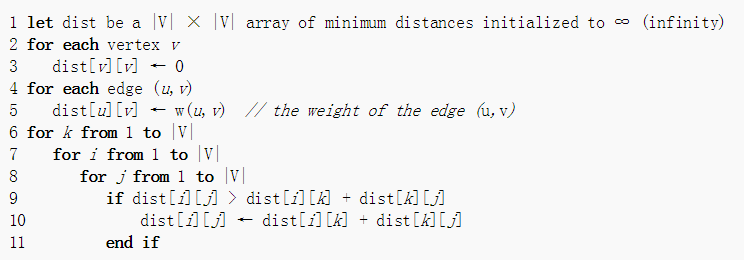 1 let dist be a |V| × |V| array of minimum distances initialized to ∞ (infinity)
2 for each vertex v
3    dist[v][v] ← 0
4 for each edge (u, v)
5    dist[u][v] ← w(u, v)  // the weight of the edge (u, v)
6 for k from 1 to |V|
7    for i from 1 to |V|
8       for j from 1 to |V|
9          if dist[i][j] > dist[i][k] + dist[k][j]
10             dist[i][j] ← dist[i][k] + dist[k][j]
11         end if